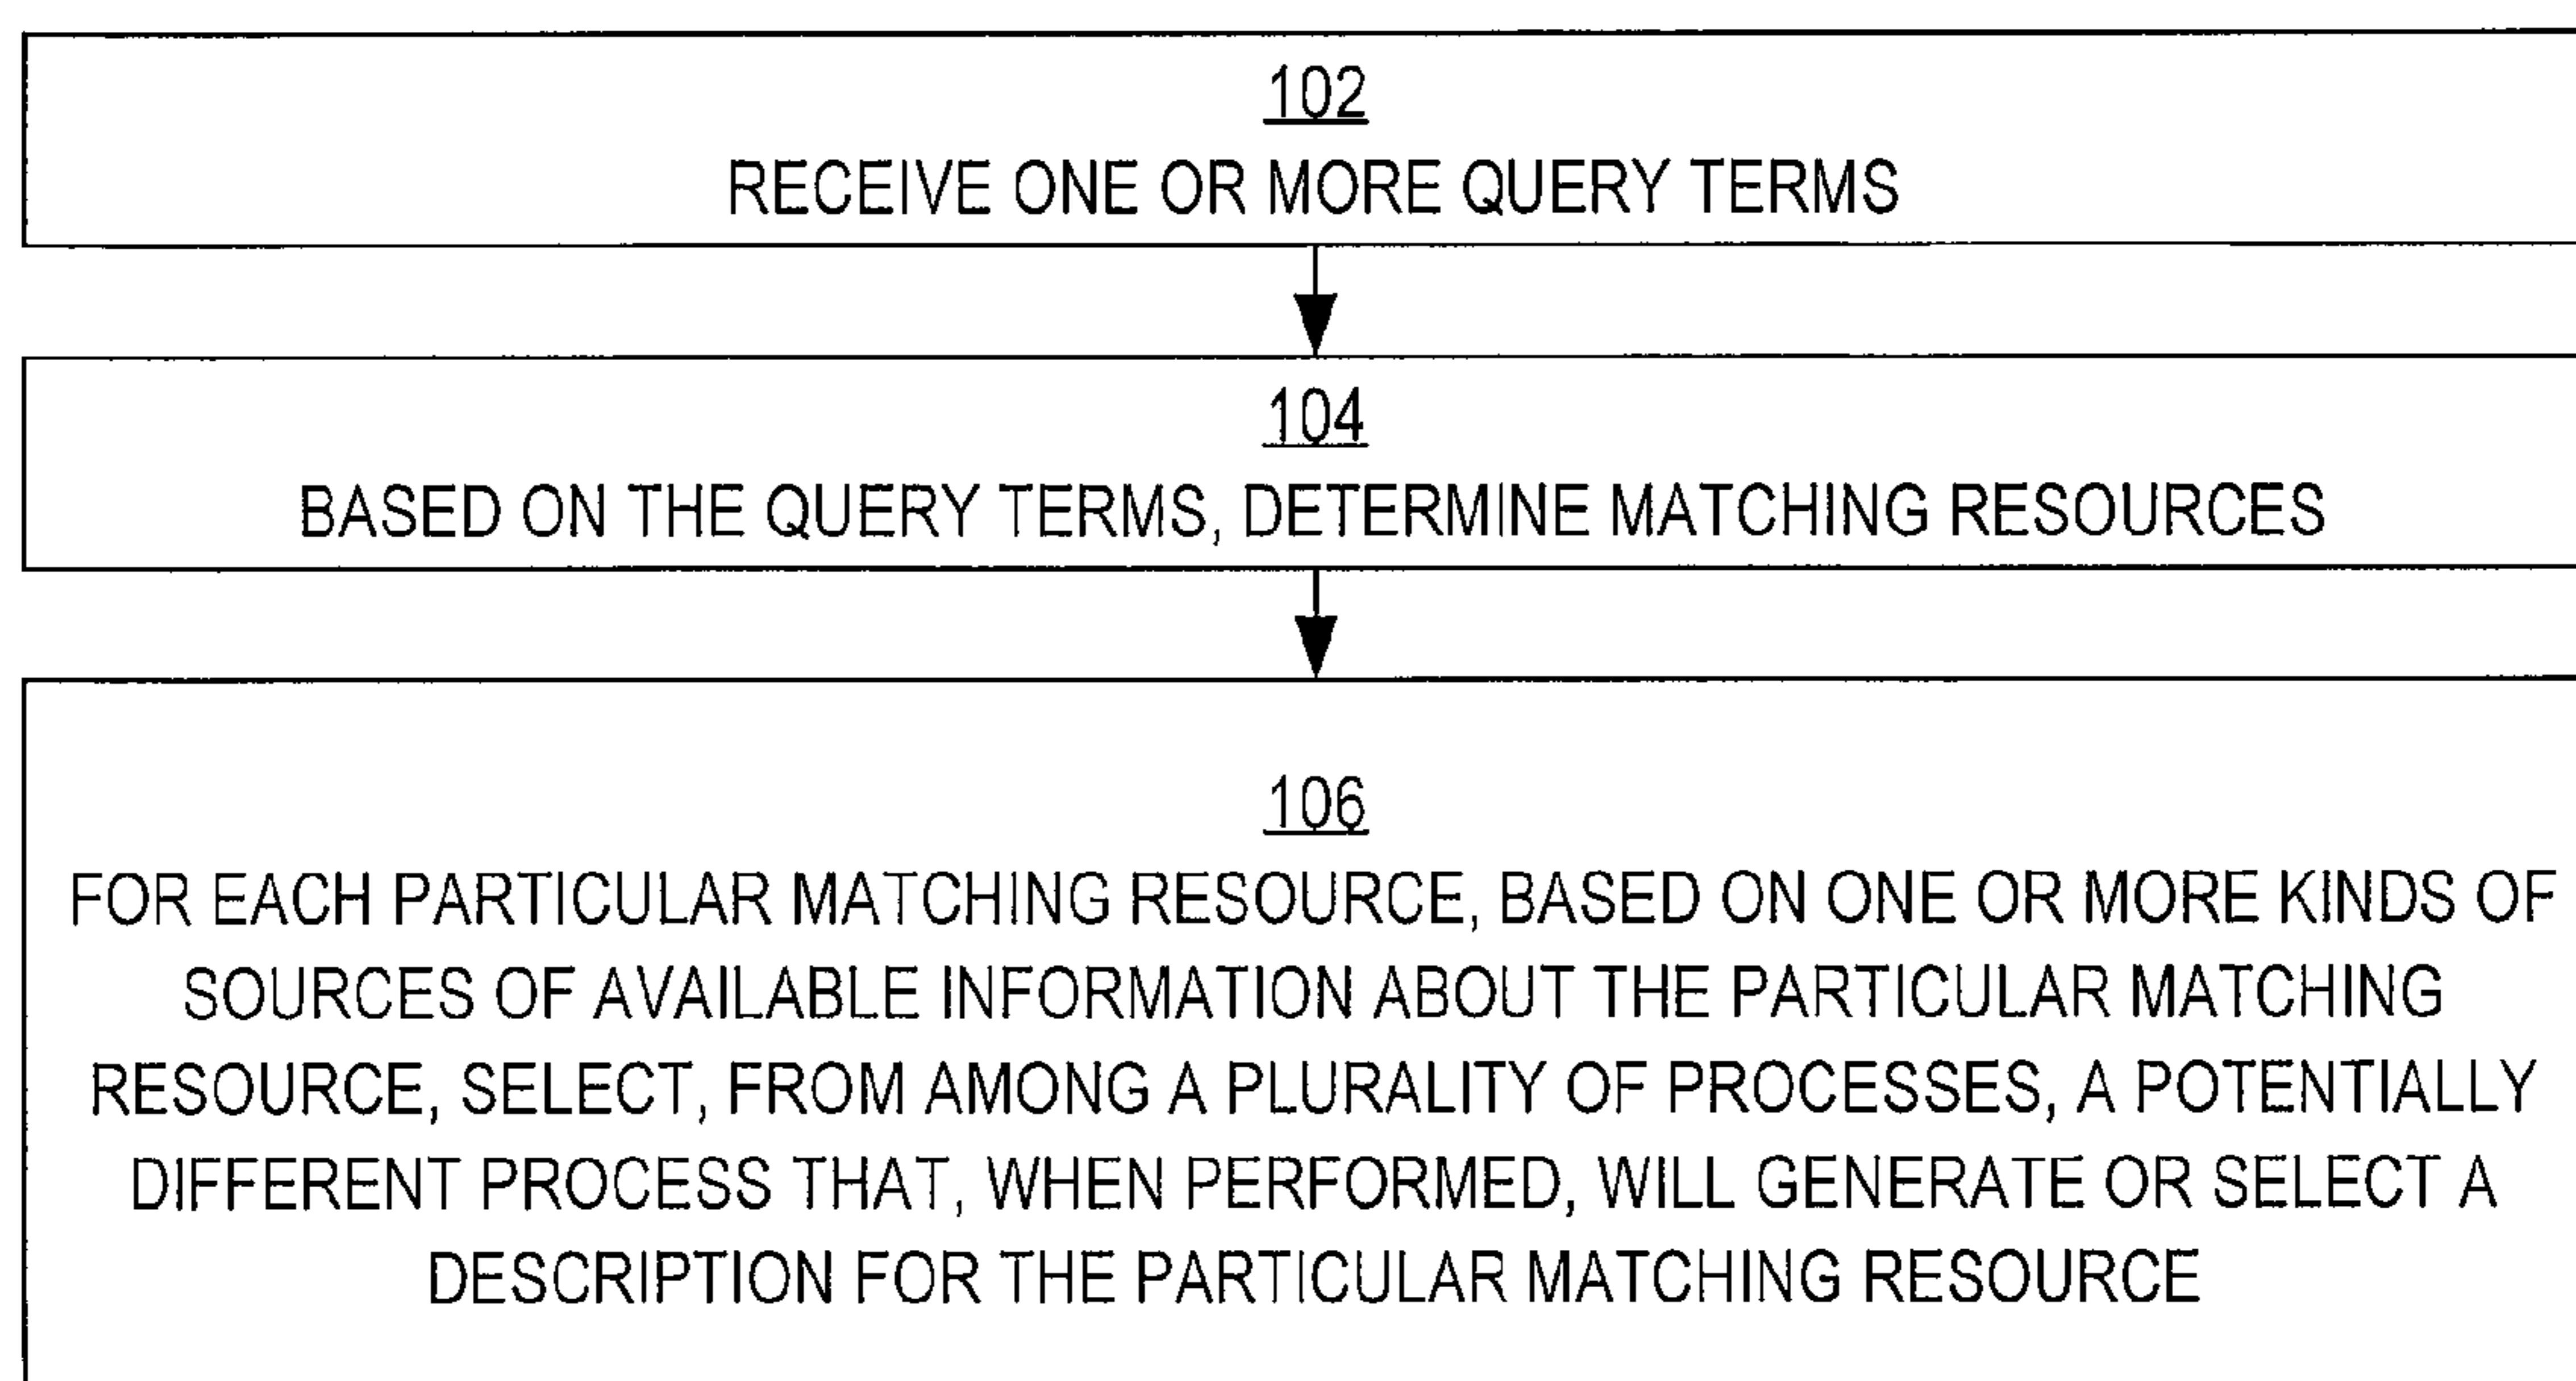 102
RECEIVE ONE OR MORE QUERY TERMS
104
BASED ON THE QUERY TERMS, DETERMINE MATCHING RESOURCES
106
FOR EACH PARTICULAR MATCHING RESOURCE, BASED ON ONE OR MORE KINDS OF
SOURCES OF AVAILABLE INFORMATION ABOUT THE PARTICULAR MATCHING
RESOURCE, SELECT, FROM AMONG A PLURALITY OF PROCESSES, A POTENTIALLY
DIFFERENT PROCESS THAT, WHEN PERFORMED, WILL GENERATE OR SELECT A
DESCRIPTION FOR THE PARTICULAR MATCHING RESOURCE